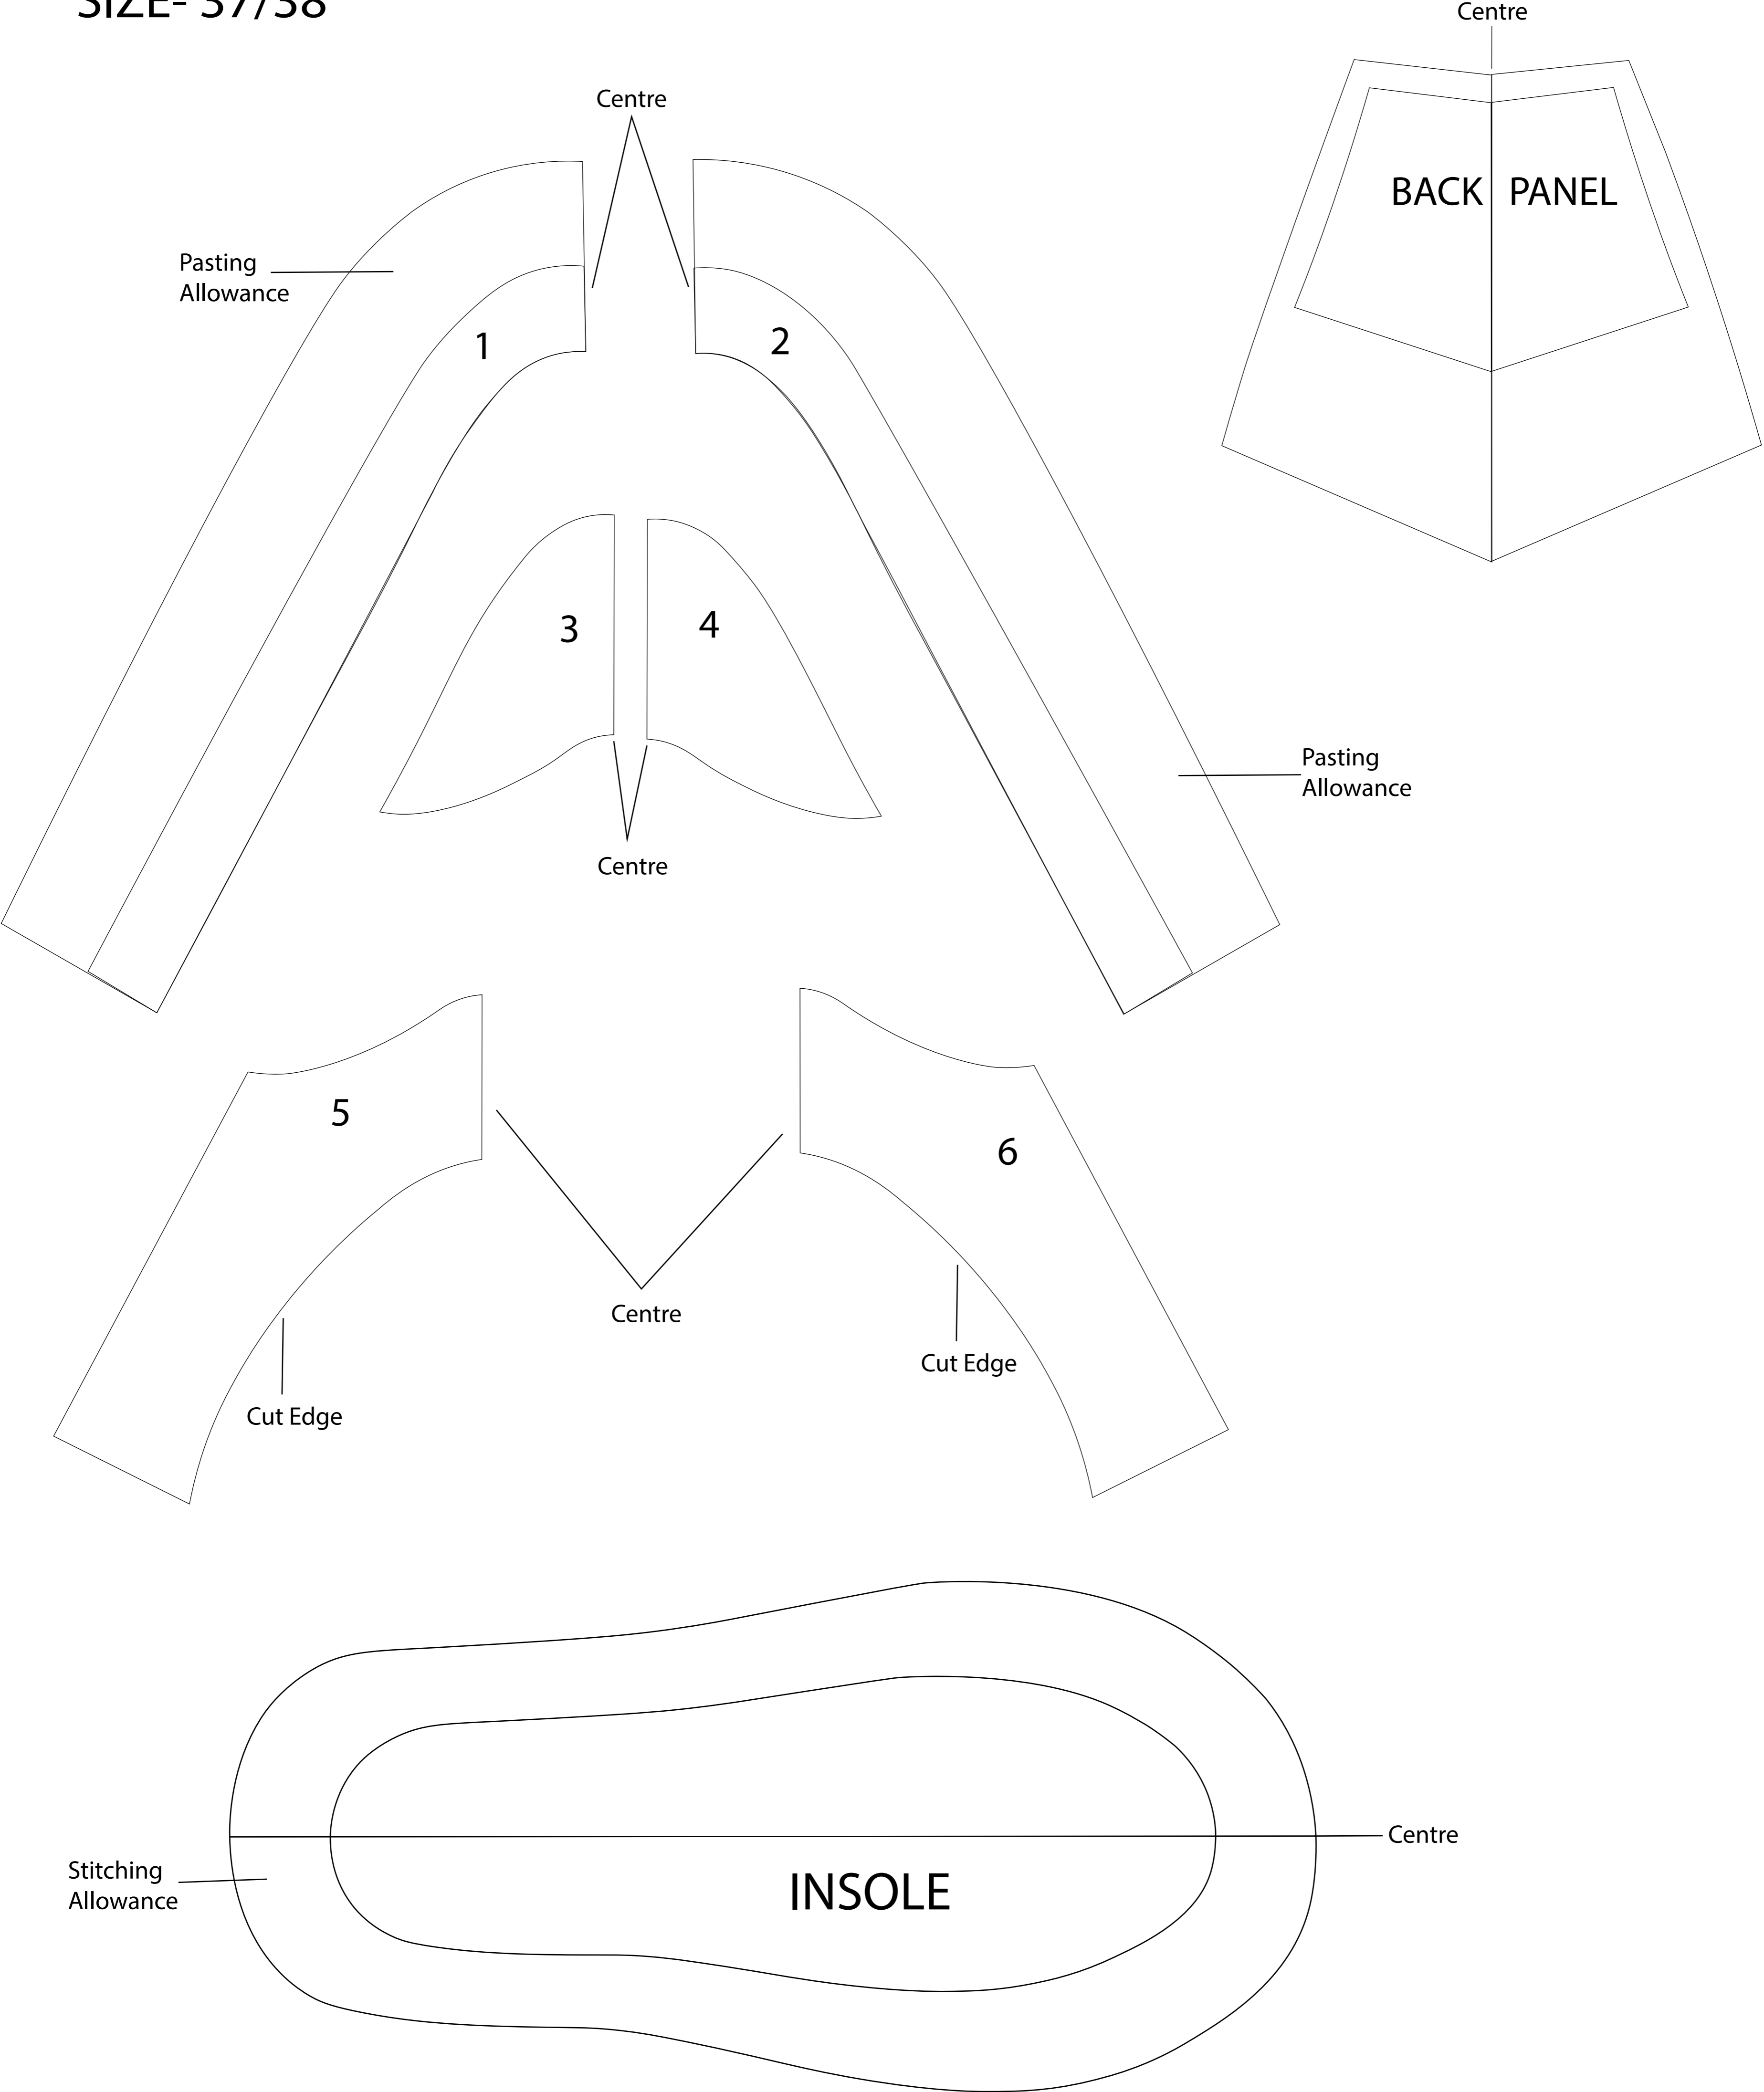 SIZE- 37/38
Centre
Centre
BACK PANEL
Pasting
Allowance
1
2
3
4
Pasting
Allowance
Centre
5
6
Centre
Cut Edge
Cut Edge
Centre
Stitching
Allowance
INSOLE